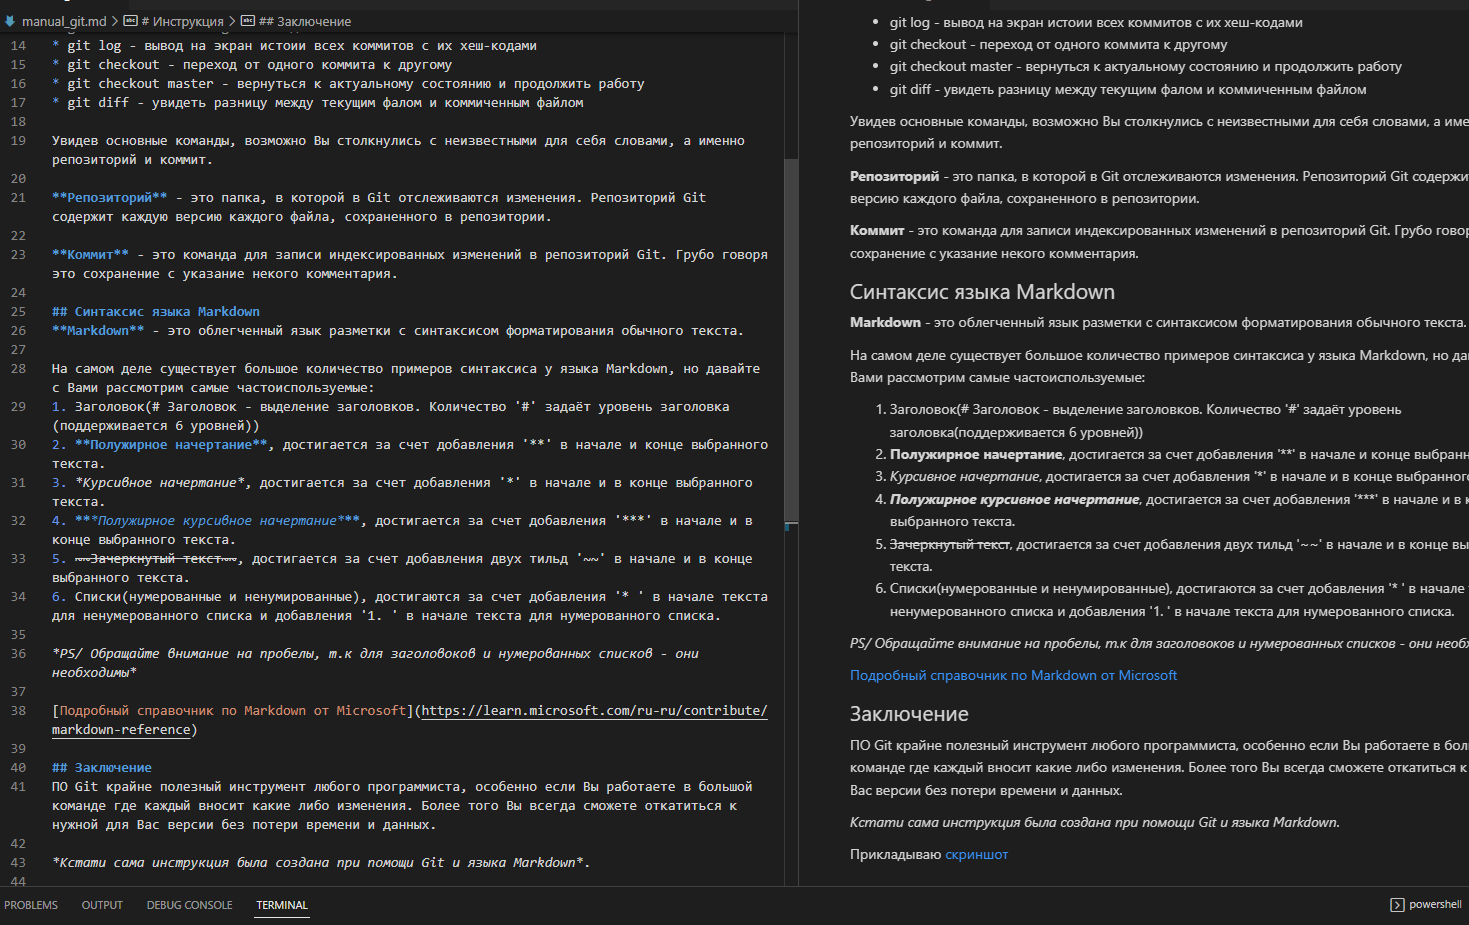 manual_git.md > # Инструкция > ## Заключение
14 * git log - вывод на экран истоии всех коммитов с их хеш-кодами
15 * git checkout - переход от одного коммита к другому
16 * git checkout master - вернуться к актуальному состоянию и продолжить работу
17 * git diff - увидеть разницу между текущим фалом и коммиченным файлом
18
19 Увидев основные команды, возможно Вы столкнулись с неизвестными для себя словами, а именно
репозиторий и коммит.
20
21 **Репозиторий** - это папка, в которой в Git отслеживаются изменения. Репозиторий Git
содержит каждую версию каждого файла, сохраненного в репозитории.
22
23 **Коммит** - это команда для записи индексированных изменений в репозиторий Git. Грубо говоря
это сохранение с указание некого комментария.
24
25 ## Синтаксис языка Markdown
26 **Markdown** - это облегченный язык разметки с синтаксисом форматирования обычного текста.
27
28 На самом деле существует большое количество примеров синтаксиса у языка Markdown, но давайте
с Вами рассмотрим самые частоиспользуемые:
29 1. Заголовок(# Заголовок - выделение заголовков. Количество '#' задаёт уровень заголовка
(поддерживается 6 уровней))
30 2. **Полужирное начертание**, достигается за счет добавления '**' в начале и конце выбранного
текста.
31 3. *Курсивное начертание*, достигается за счет добавления '*' в начале и в конце выбранного
текста.
32 4. ***Полужирное курсивное начертание***, достигается за счет добавления '***' в начале и в
конце выбранного текста.
33 5. ~~Зачеркнутый текст~~, достигается за счет добавления двух тильд '~~' в начале и в конце
выбранного текста.
34 6. Списки(нумерованные и ненумированные), достигаются за счет добавления '* ' в начале текста
для ненумерованного списка и добавления '1. ' в начале текста для нумерованного списка.
35
36 *PS/ Обращайте внимание на пробелы, т.к для заголовоков и нумерованных списков - они
необходимы*
37
38 [Подробный справочник по Markdown от Microsoft](https://learn.microsoft.com/ru-ru/contribute/
markdown-reference)
39
40 ## Заключение
41 ПО Git крайне полезный инструмент любого программиста, особенно если Вы работаете в большой
команде где каждый вносит какие либо изменения. Более того Вы всегда сможете откатиться к
нужной для Вас версии без потери времени и данных.
42
43 *Кстати сама инструкция была создана при помощи Git и языка Markdown*.
44
• git log - вывод на экран истоии всех коммитов с их хеш-кодами
• git checkout - переход от одного коммита к другому
• git checkout master - вернуться к актуальному состоянию и продолжить работу
• git diff - увидеть разницу между текущим фалом и коммиченным файлом
Увидев основные команды, возможно Вы столкнулись с неизвестными для себя словами, а имен
репозиторий и коммит.
Репозиторий - это папка, в которой в Git отслеживаются изменения. Репозиторий Git содержи
версию каждого файла, сохраненного в репозитории.
Коммит - это команда для записи индексированных изменений в репозиторий Git. Грубо говор
сохранение с указание некого комментария.
Синтаксис языка Markdown
Markdown - это облегченный язык разметки с синтаксисом форматирования обычного текста.
На самом деле существует большое количество примеров синтаксиса у языка Markdown, но дав
Вами рассмотрим самые частоиспользуемые:
1. Заголовок(# Заголовок - выделение заголовков. Количество '#' задаёт уровень
заголовка(поддерживается 6 уровней))
2. Полужирное начертание, достигается за счет добавления '**' в начале и конце выбранн
3. Курсивное начертание, достигается за счет добавления '*' в начале и в конце выбранног
4. Полужирное курсивное начертание, достигается за счет добавления '***' в начале и в к
выбранного текста.
5. Зачеркнутый текст, достигается за счет добавления двух тильд '~~' в начале и в конце вы
текста.
6. Списки(нумерованные и ненумированные), достигаются за счет добавления '* ' в начале
ненумерованного списка и добавления '1. ' в начале текста для нумерованного списка.
PS/ Обращайте внимание на пробелы, т.к для заголовоков и нумерованных списков - они необх
Подробный справочник по Markdown от Microsoft
Заключение
ПО Git крайне полезный инструмент любого программиста, особенно если Вы работаете в бол
команде где каждый вносит какие либо изменения. Более того Вы всегда сможете откатиться к
Вас версии без потери времени и данных.
Кстати сама инструкция была создана при помощи Git и языка Markdown.
Прикладываю скриншот
PROBLEMS OUTPUT DEBUG CONSOLE TERMINAL powershell